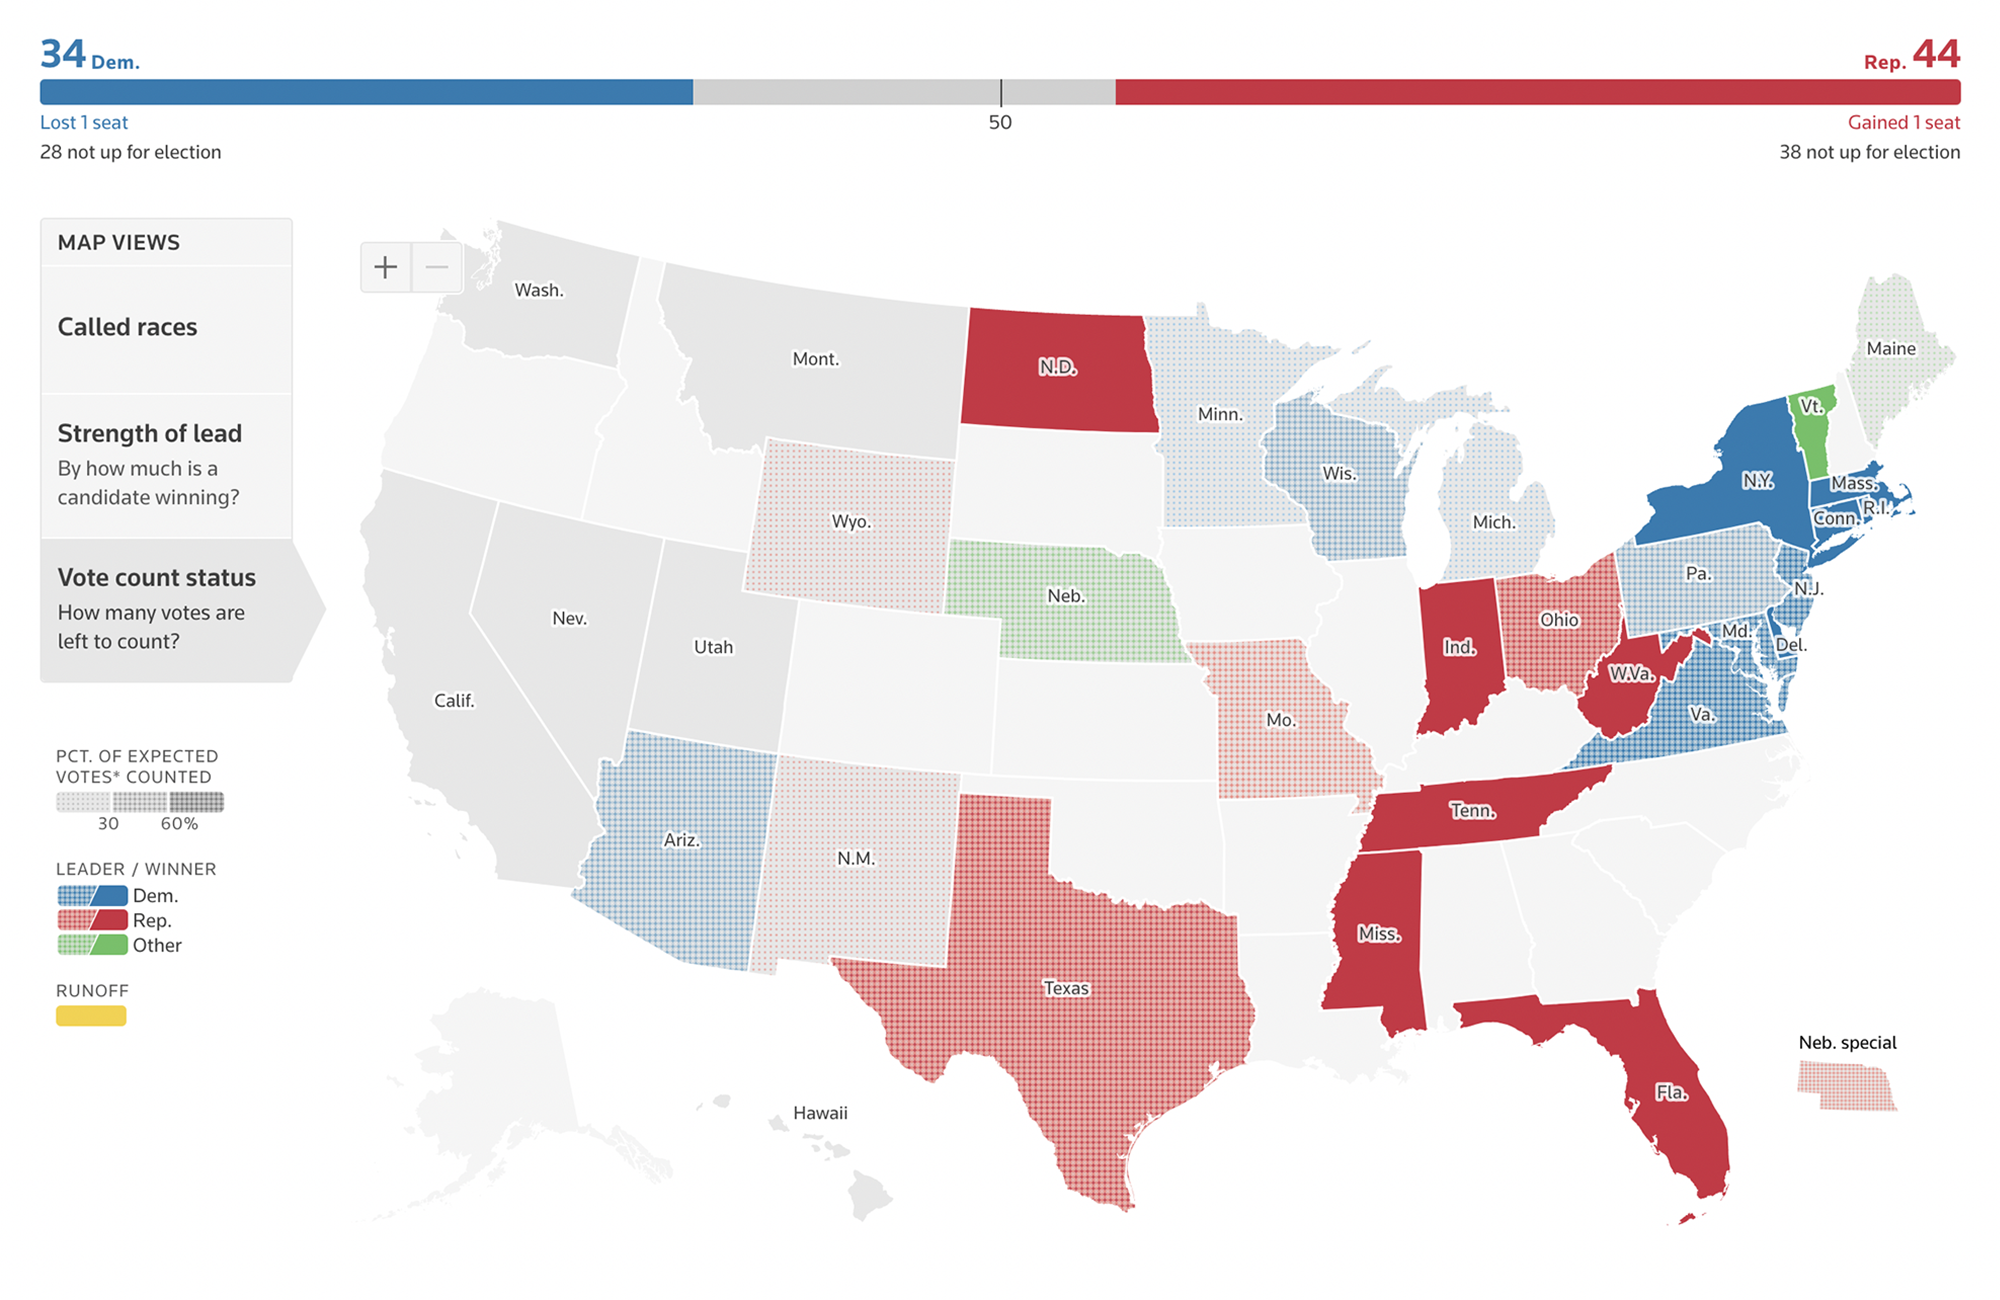 34 Dem.
Rep. 44
Lost 1 seat
50
Gained 1 seat
28 not up for election
38 not up for election
MAP VIEWS
Called races
Strength of lead
By how much is a
candidate winning?
Vote count status
How many votes are
left to count?
PCT. OF EXPECTED
VOTES* COUNTED
30
60%
LEADER / WINNER
Dem.
Rep.
Other
RUNOFF
+
−
Wash.
Mont.
N.D.
Minn.
Wis.
Mich.
Maine
Vt.
N.Y.
Mass.
Conn.
R.I.
Wyo.
Neb.
Pa.
N.J.
Nev.
Utah
Calif.
Mo.
Ind.
Ohio
W.Va.
Md.
Del.
Va.
Ariz.
N.M.
Tenn.
Miss.
Texas
Fla.
Hawaii
Neb. special